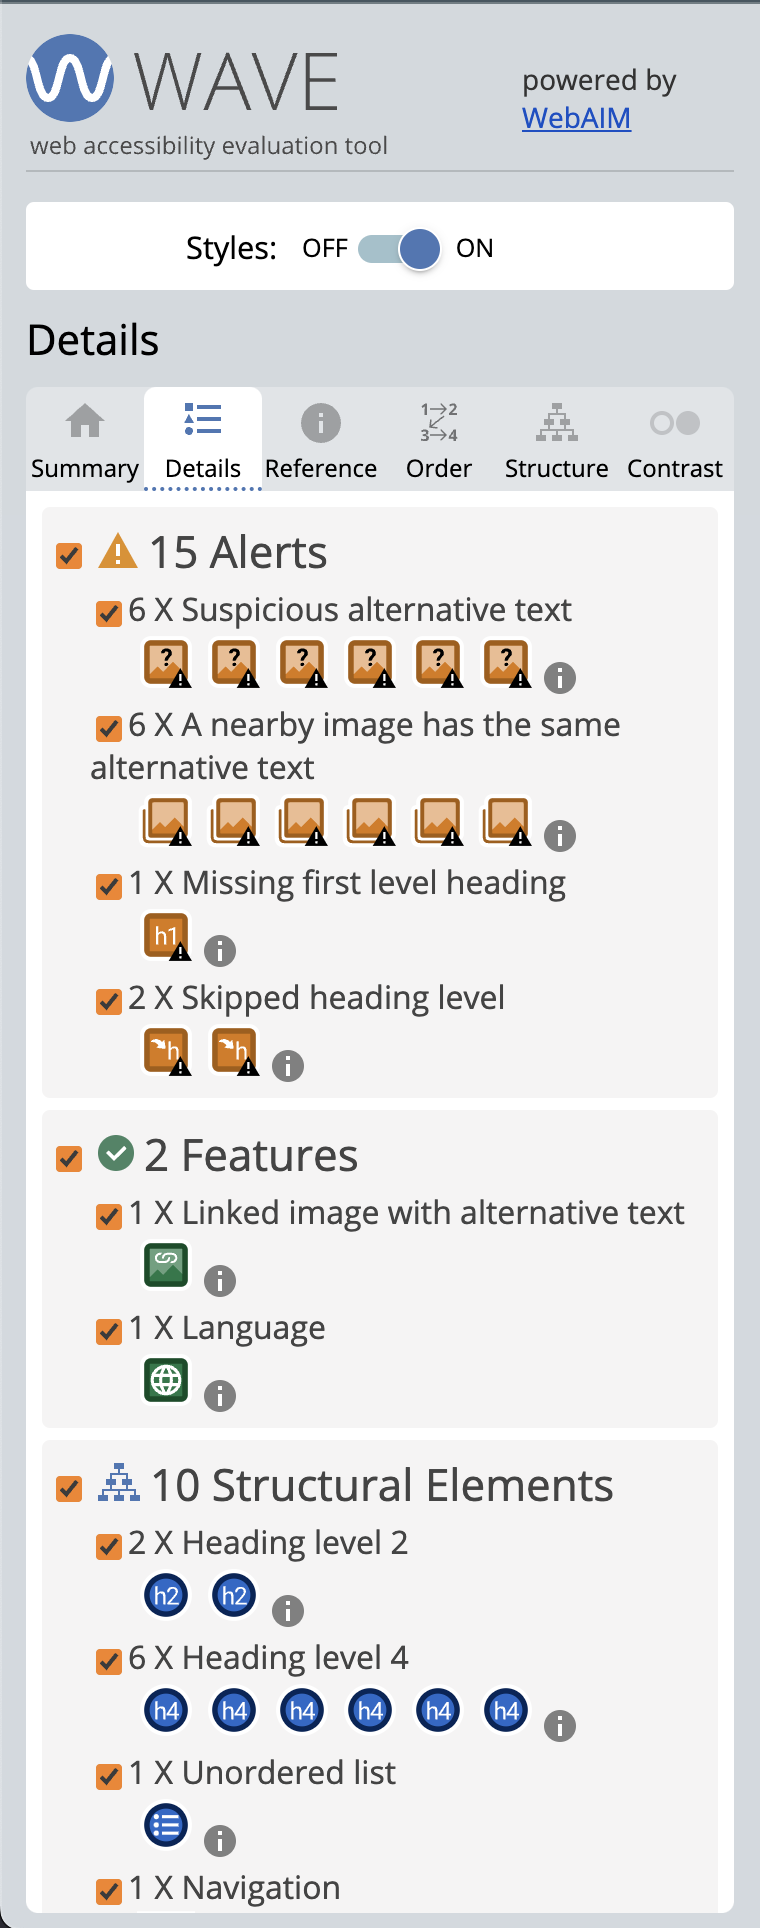 WAVE
powered by
WebAIM
web accessibility evaluation tool
Styles: OFF ON
Details
1 2
3 4
Summary Details Reference Order Structure Contrast
15 Alerts
6 X Suspicious alternative text
? ? ? ? ? ?
6 X A nearby image has the same
alternative text
1 X Missing first level heading
h1
2 X Skipped heading level
h h
2 Features
1 X Linked image with alternative text
1 X Language
10 Structural Elements
2 X Heading level 2
h2 h2
6 X Heading level 4
h4 h4 h4 h4 h4 h4
1 X Unordered list
1 X Navigation